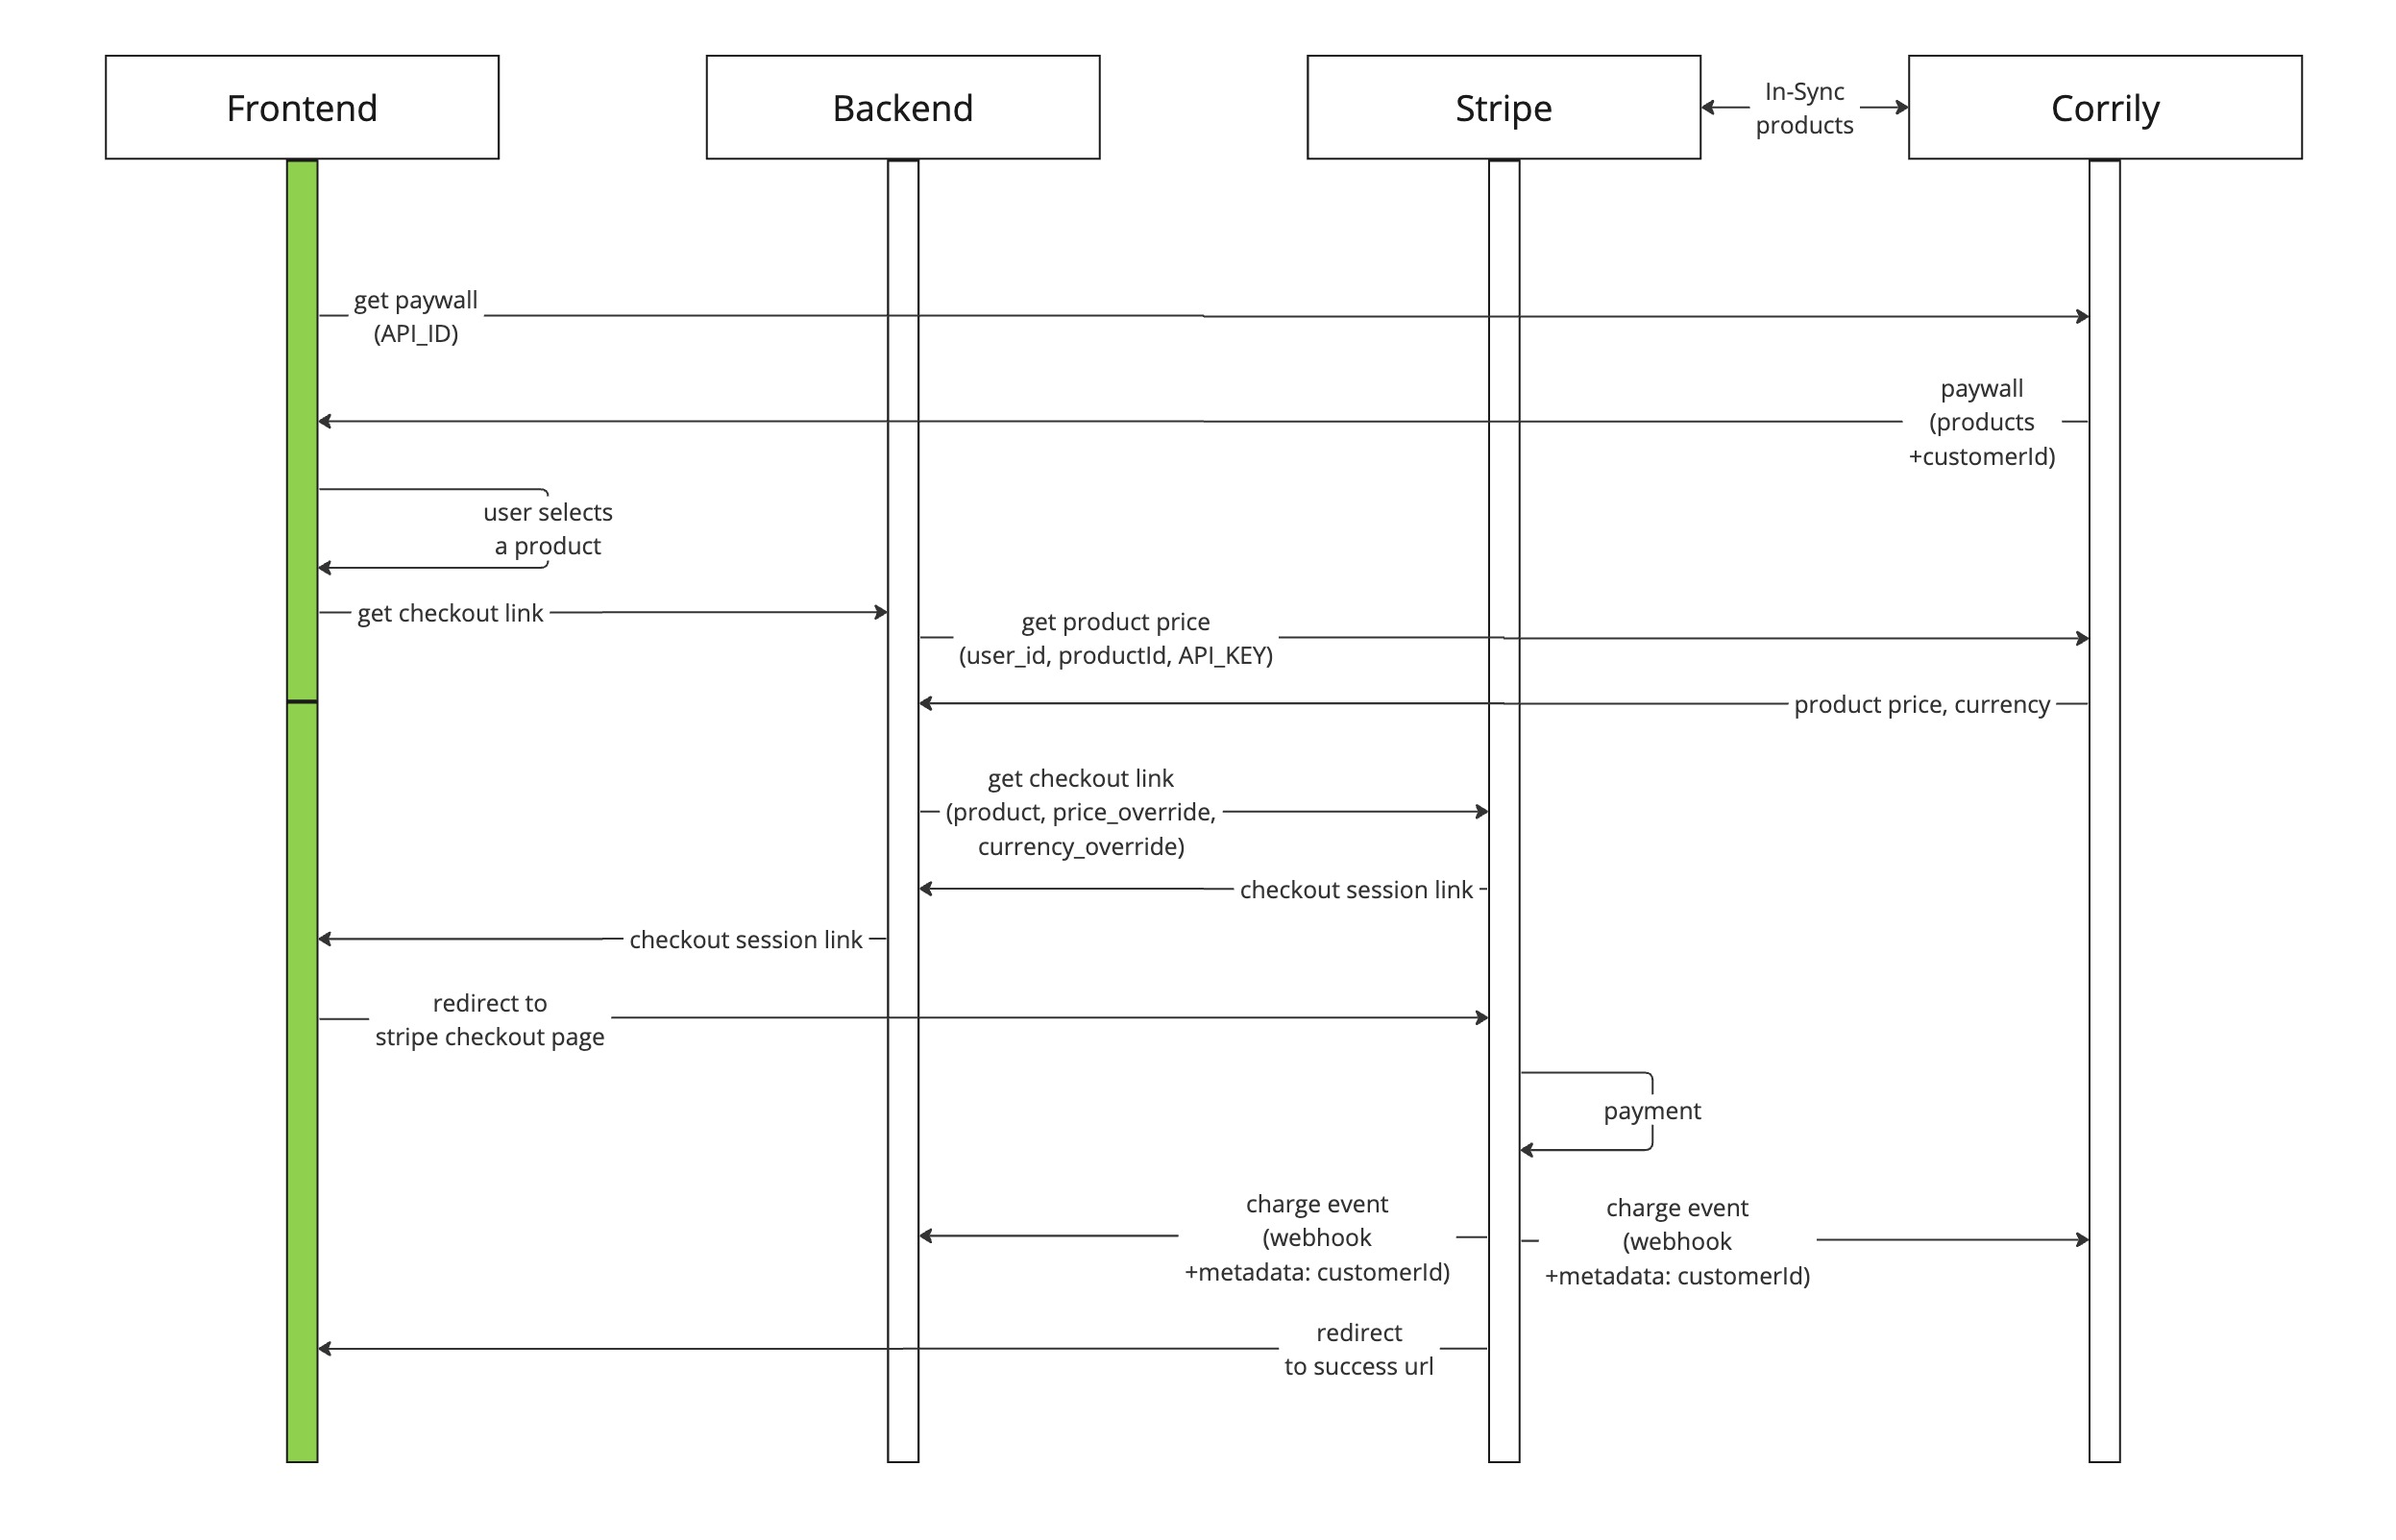 Frontend
Backend
Stripe
In-Sync
products
Corrily
get paywall
(API_ID)
paywall
(products
+customerId)
user selects
a product
get checkout link
get product price
(user_id, productId, API_KEY)
product price, currency
get checkout link
(product, price_override,
currency_override)
checkout session link
checkout session link
redirect to
stripe checkout page
payment
charge event
(webhook
+metadata: customerId)
charge event
(webhook
+metadata: customerId)
redirect
to success url